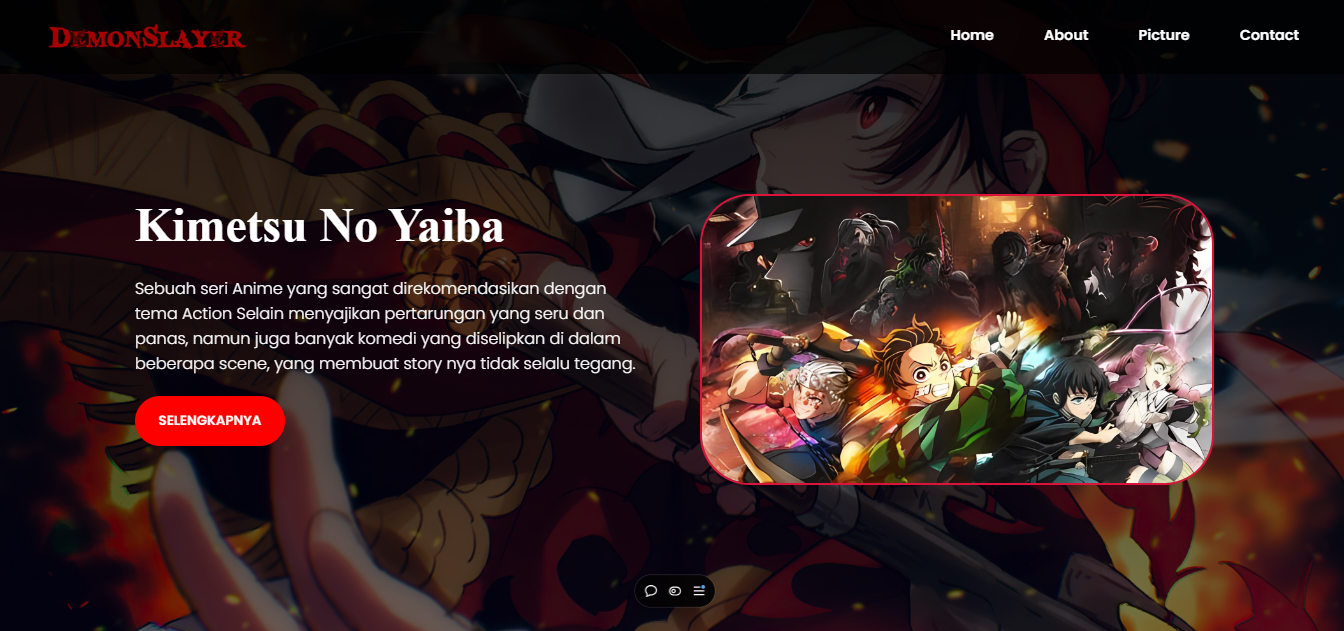 DEMONSLAYER
Home
About
Picture
Contact
Kimetsu No Yaiba
Sebuah seri Anime yang sangat direkomendasikan dengan
tema Action Selain menyajikan pertarungan yang seru dan
panas, namun juga banyak komedi yang diselipkan di dalam
beberapa scene, yang membuat story nya tidak selalu tegang.
SELENGKAPNYA